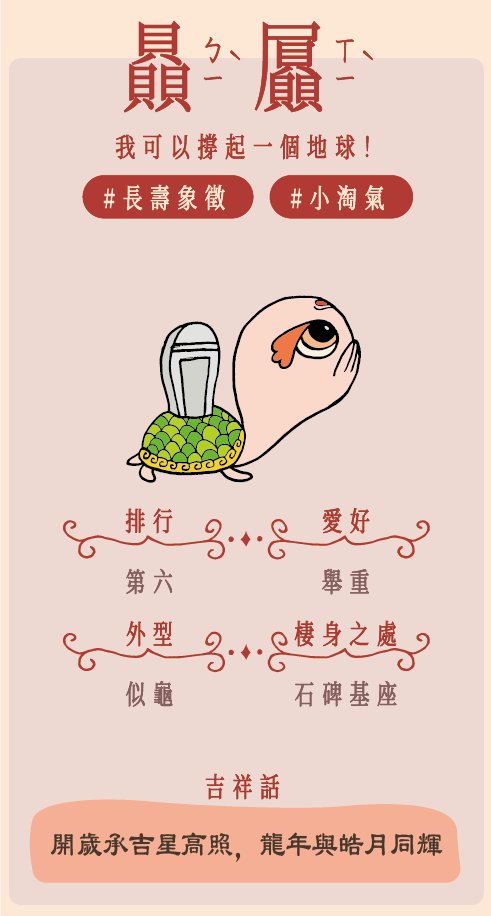 贔ㄅㄧˋ屭ㄒㄧˋ
我可以撐起一個地球!
#長壽象徵 #小淘氣
排行 愛好
第六 舉重
外型 棲身之處
似龜 石碑基座
吉祥話
開歲承吉星高照，龍年與皓月同輝